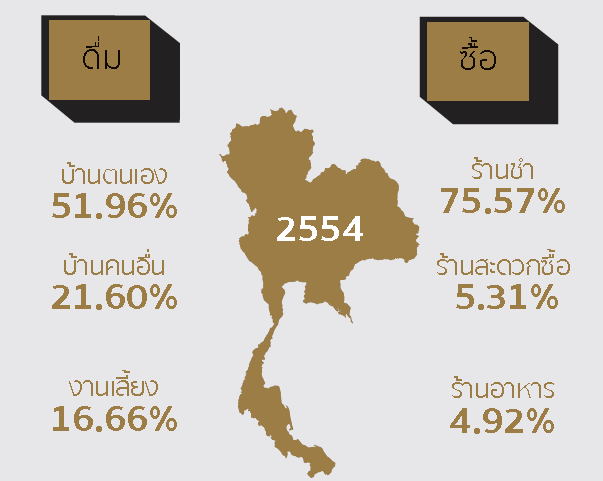 ดื่ม
ซื้อ
บ้านตนเอง
51.96%
ร้านชำ
75.57%
2554
บ้านคนอื่น
21.60%
ร้านสะดวกซื้อ
5.31%
งานเลี้ยง
16.66%
ร้านอาหาร
4.92%